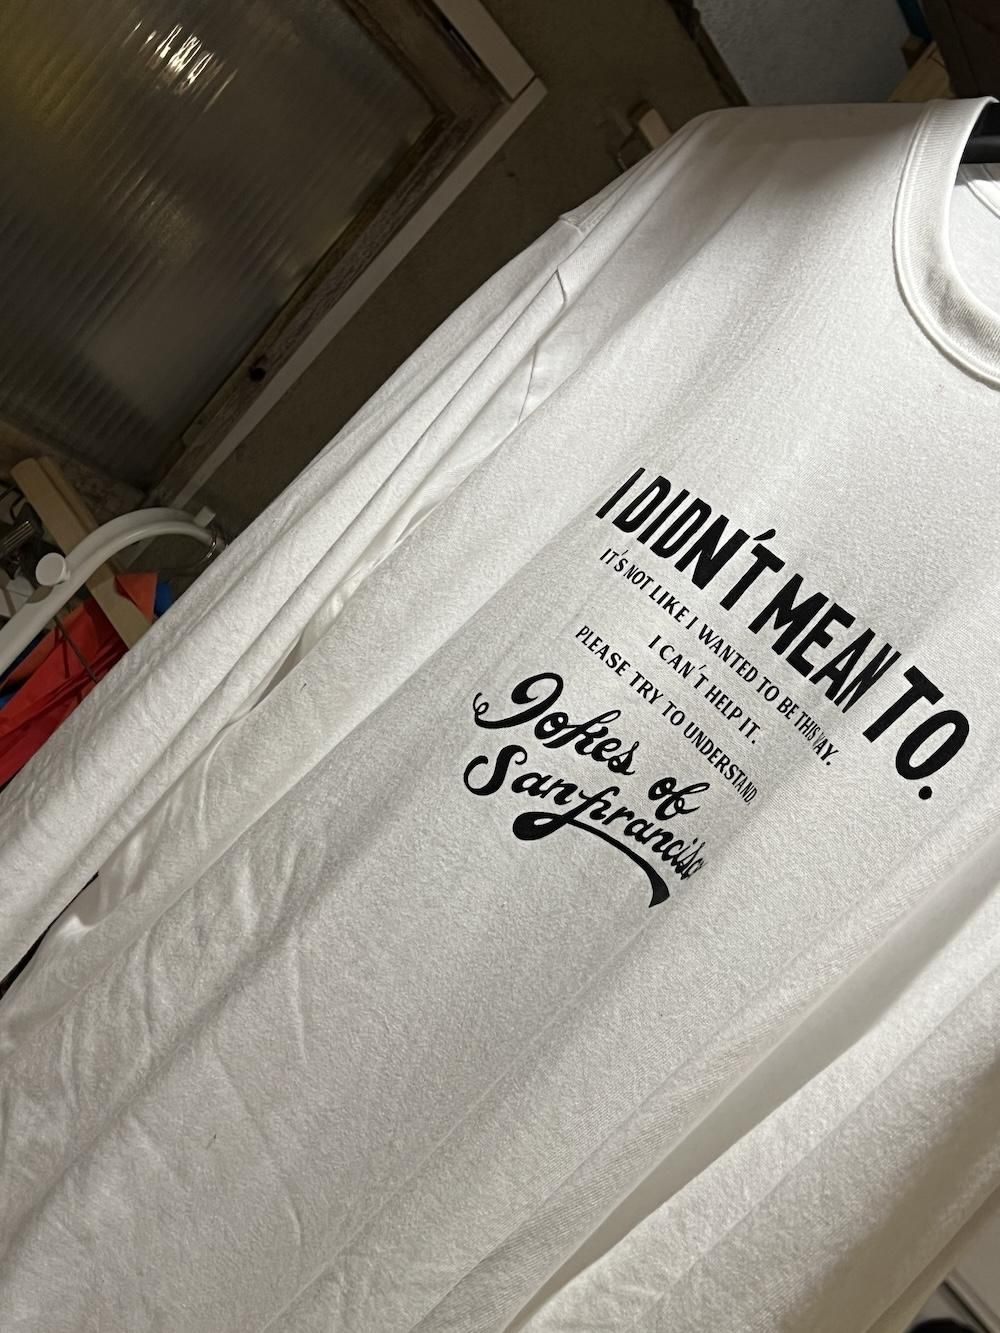 I DIDN'T MEAN TO.
IT'S NOT LIKE I WANTED TO BE THIS WAY.
I CAN'T HELP IT.
PLEASE TRY TO UNDERSTAND.
Jokes of
Sanfrancisco